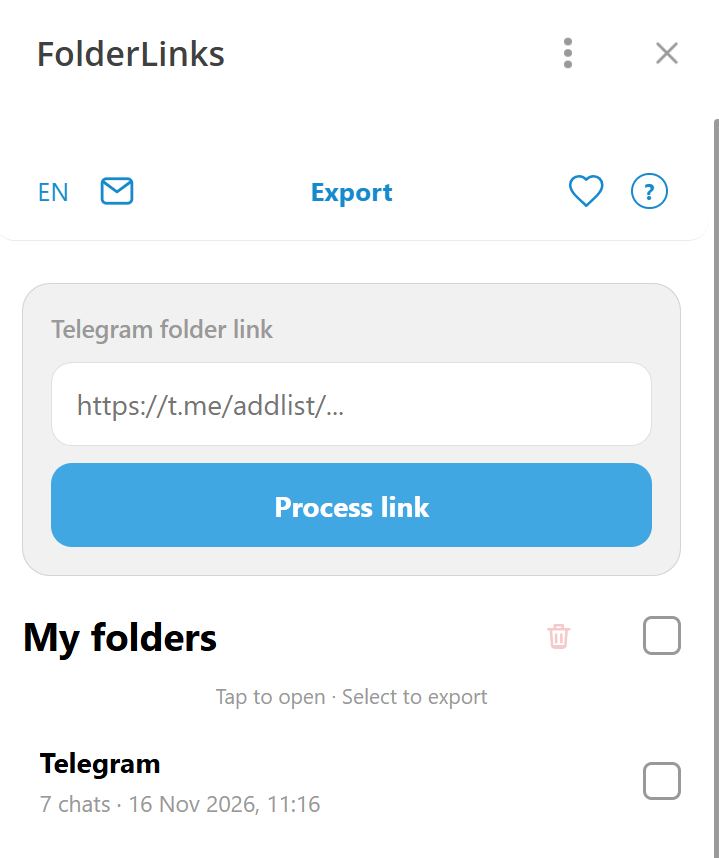 FolderLinks
EN Export ?
Telegram folder link
https://t.me/addlist/...
Process link
My folders
Tap to open · Select to export
Telegram
7 chats · 16 Nov 2026, 11:16